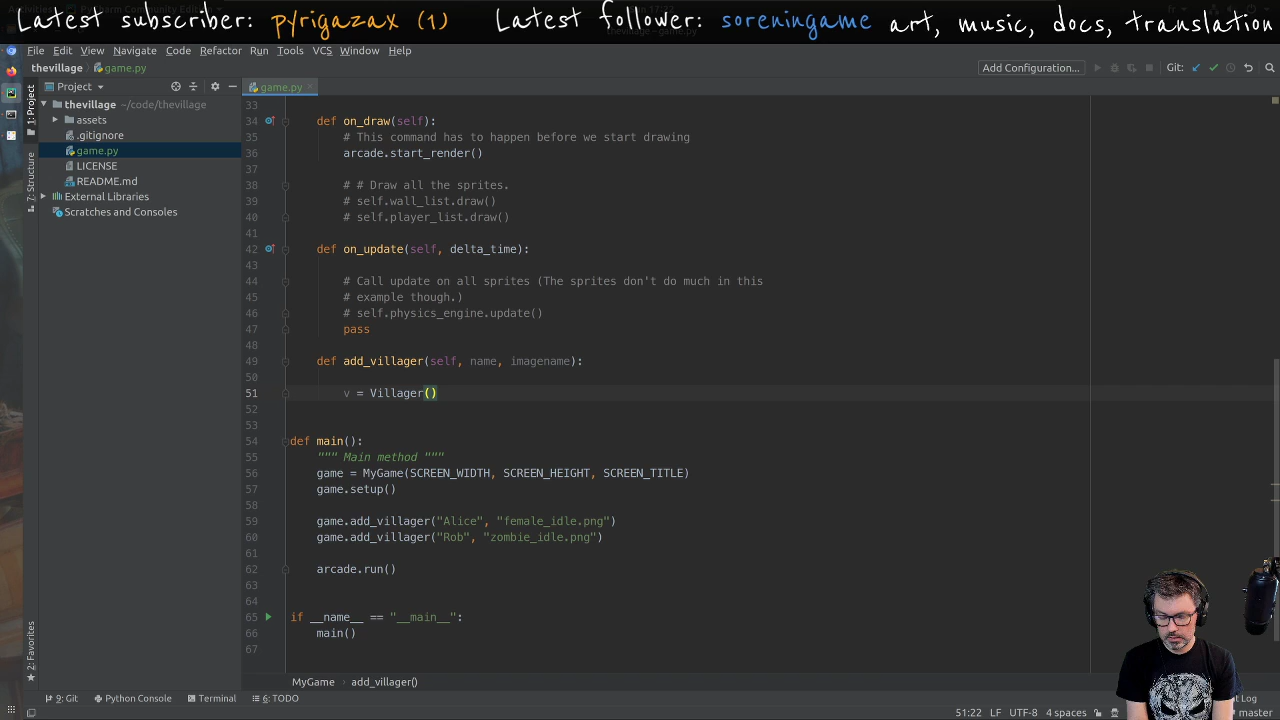 Latest subscriber: pyrigazax (1) Latest follower: soreningame art, music, docs, translation
File Edit View Navigate Code Refactor Run Tools VCS Window Help
thevillage game.py Add Configuration... Git:
Project game.py
thevillage ~/code/thevillage
assets
.gitignore
game.py
LICENSE
README.md
External Libraries
Scratches and Consoles
1: Project
7: Structure
2: Favorites
33
34 def on_draw(self):
35 # This command has to happen before we start drawing
36 arcade.start_render()
37
38 # # Draw all the sprites.
39 # self.wall_list.draw()
40 # self.player_list.draw()
41
42 def on_update(self, delta_time):
43
44 # Call update on all sprites (The sprites don't do much in this
45 # example though.)
46 # self.physics_engine.update()
47 pass
48
49 def add_villager(self, name, imagename):
50
51 v = Villager()
52
53
54 def main():
55 """ Main method """
56 game = MyGame(SCREEN_WIDTH, SCREEN_HEIGHT, SCREEN_TITLE)
57 game.setup()
58
59 game.add_villager("Alice", "female_idle.png")
60 game.add_villager("Rob", "zombie_idle.png")
61
62 arcade.run()
63
64
65 if __name__ == "__main__":
66 main()
67
MyGame add_villager()
9: Git Python Console Terminal 6: TODO t Log
51:22 LF UTF-8 4 spaces master